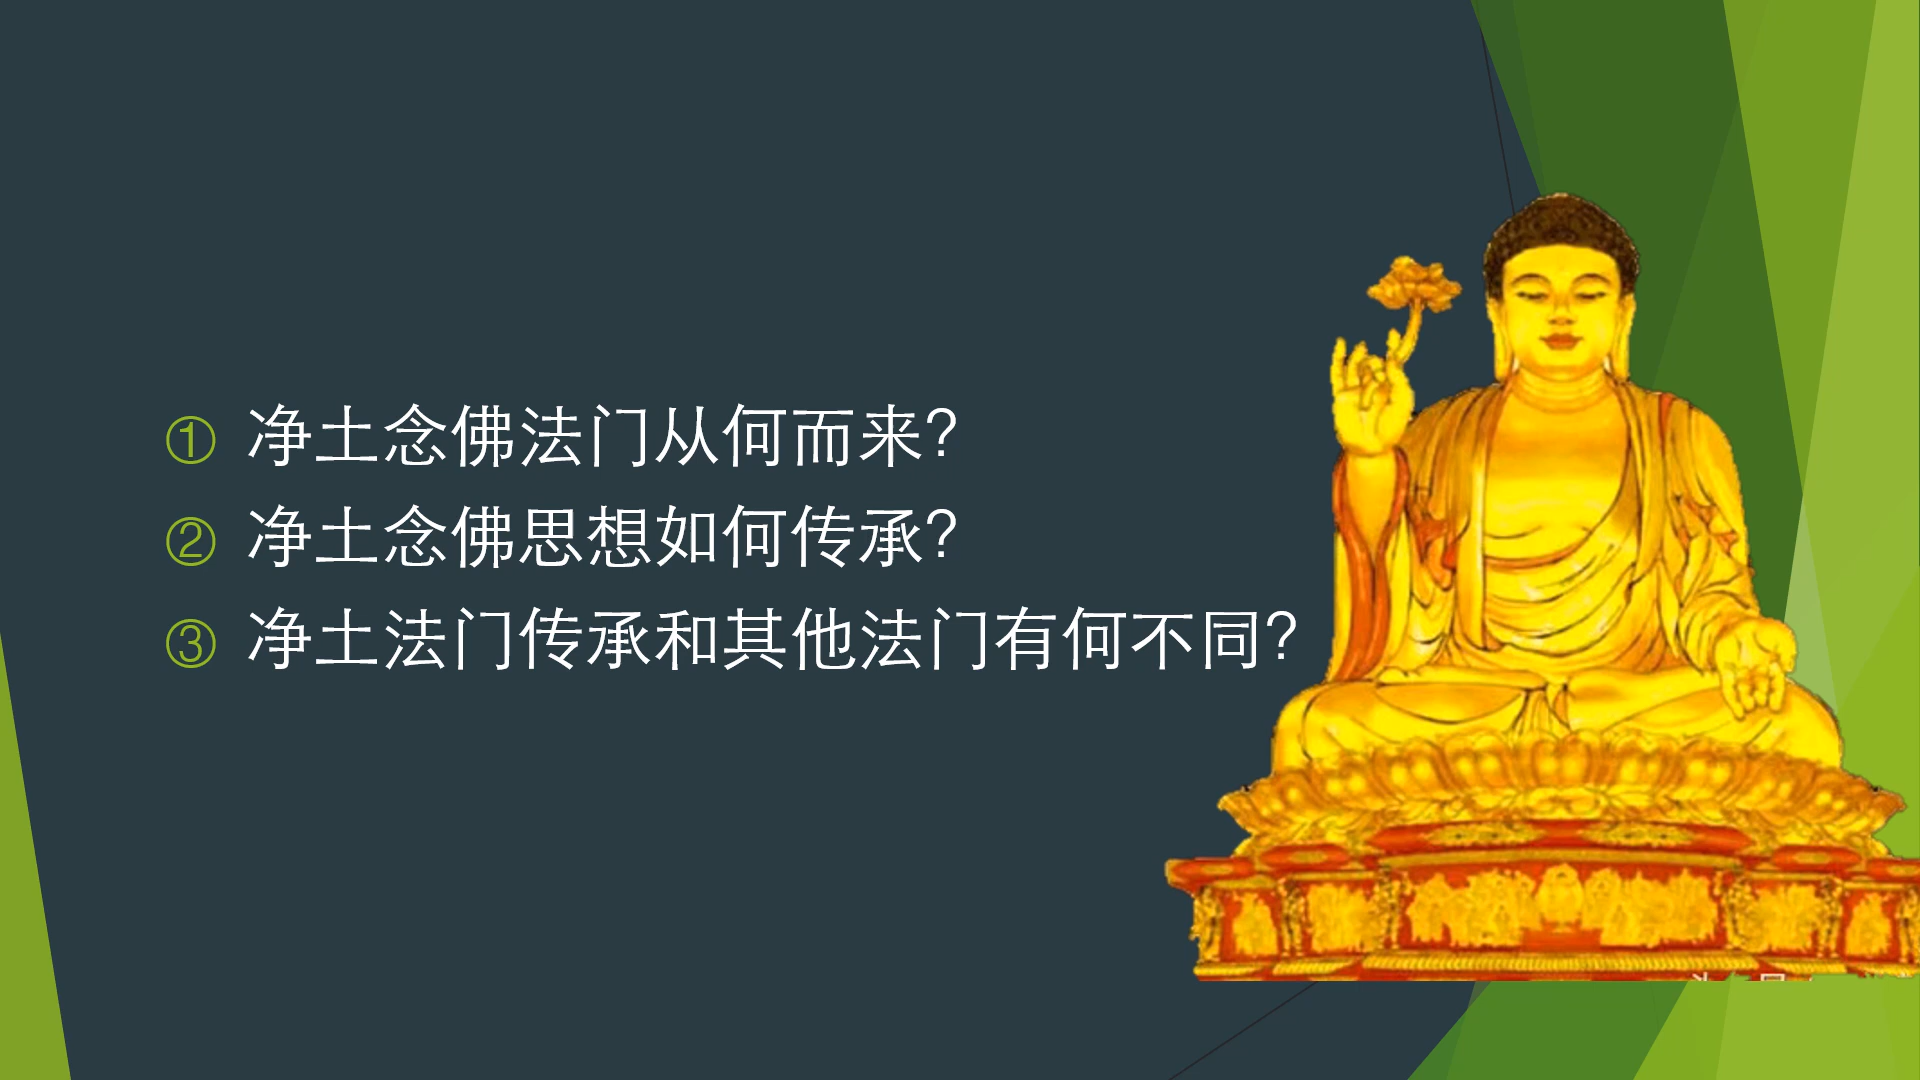 ① 净土念佛法门从何而来？
② 净土念佛思想如何传承？
③ 净土法门传承和其他法门有何不同？